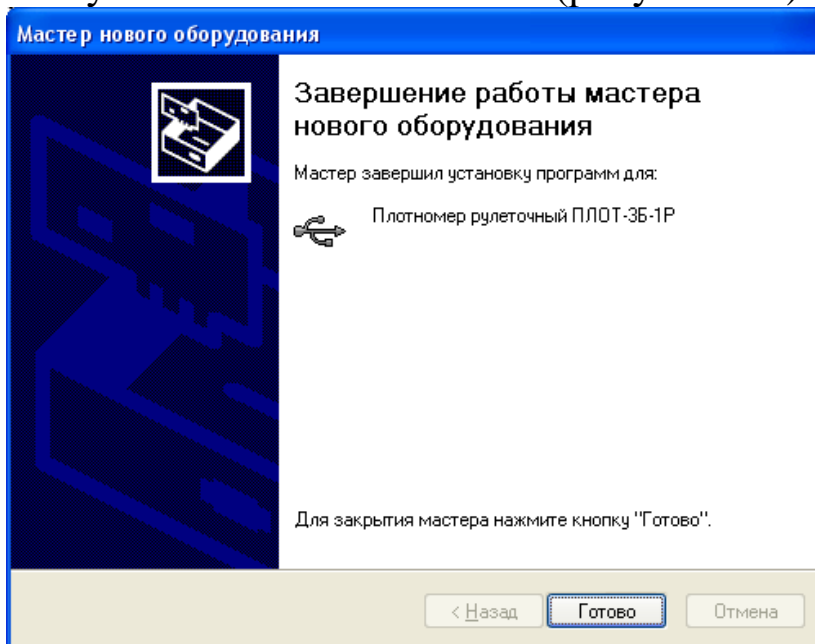 Мастер нового оборудования
Завершение работы мастера
нового оборудования
Мастер завершил установку программ для:
Плотномер рулеточный ПЛОТ-3Б-1Р
Для закрытия мастера нажмите кнопку "Готово".
< Назад Готово Отмена